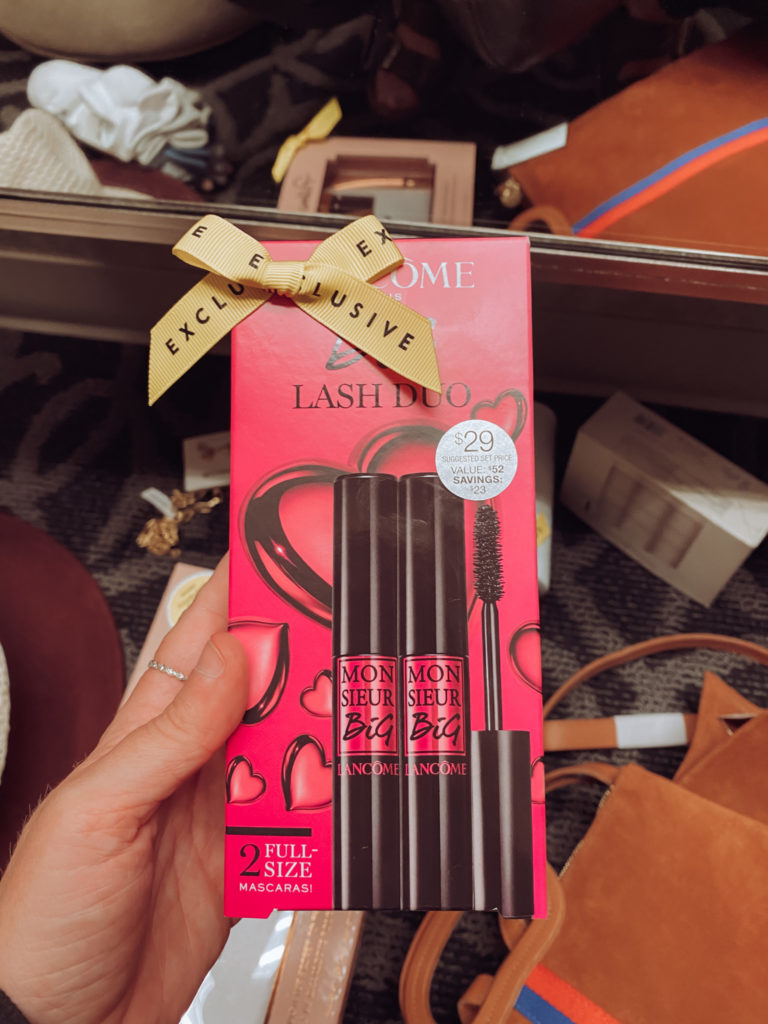 EXCLUSIVE
LASH DUO
$29
SUGGESTED SET PRICE
VALUE: $52
SAVINGS:
$23
MON
SIEUR
BiG
LANCÔME
MON
SIEUR
BiG
LANCÔME
2 FULL-
SIZE
MASCARAS!